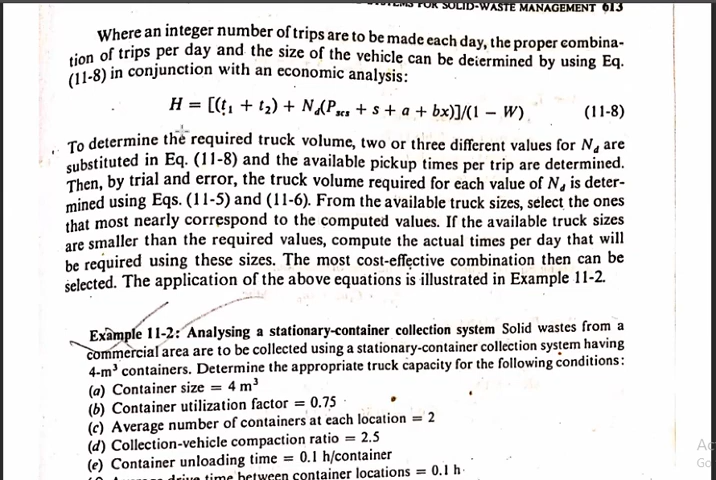 SYSTEMS FOR SOLID-WASTE MANAGEMENT 613
Where an integer number of trips are to be made each day, the proper combina-
tion of trips per day and the size of the vehicle can be determined by using Eq.
(11-8) in conjunction with an economic analysis:
H = [(t₁ + t₂) + N_d(P_scs + s + a + bx)]/(1 − W) (11-8)
To determine the required truck volume, two or three different values for N_d are
substituted in Eq. (11-8) and the available pickup times per trip are determined.
Then, by trial and error, the truck volume required for each value of N_d is deter-
mined using Eqs. (11-5) and (11-6). From the available truck sizes, select the ones
that most nearly correspond to the computed values. If the available truck sizes
are smaller than the required values, compute the actual times per day that will
be required using these sizes. The most cost-effective combination then can be
selected. The application of the above equations is illustrated in Example 11-2.
Example 11-2: Analysing a stationary-container collection system Solid wastes from a
commercial area are to be collected using a stationary-container collection system having
4-m³ containers. Determine the appropriate truck capacity for the following conditions:
(a) Container size = 4 m³
(b) Container utilization factor = 0.75
(c) Average number of containers at each location = 2
(d) Collection-vehicle compaction ratio = 2.5
(e) Container unloading time = 0.1 h/container
drive time between container locations = 0.1 h